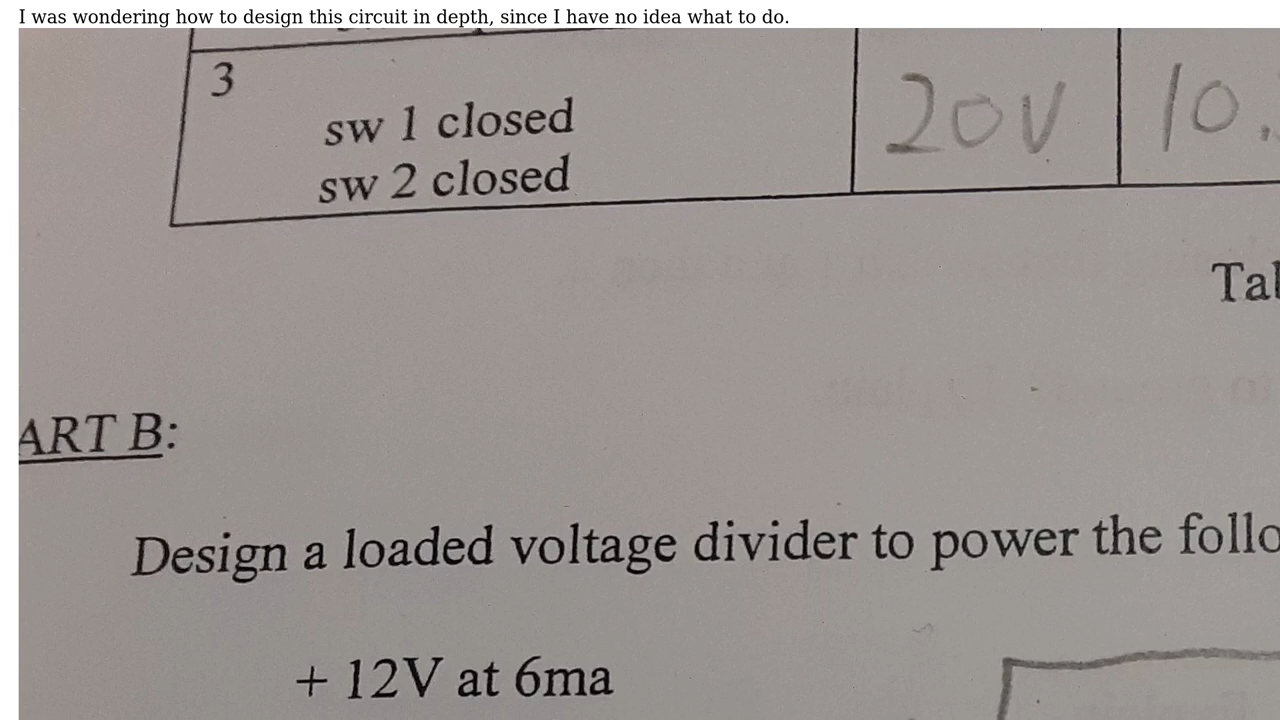 I was wondering how to design this circuit in depth, since I have no idea what to do.
3
sw 1 closed
sw 2 closed
20V
10.
Tal
ART B:
Design a loaded voltage divider to power the follo
+ 12V at 6ma